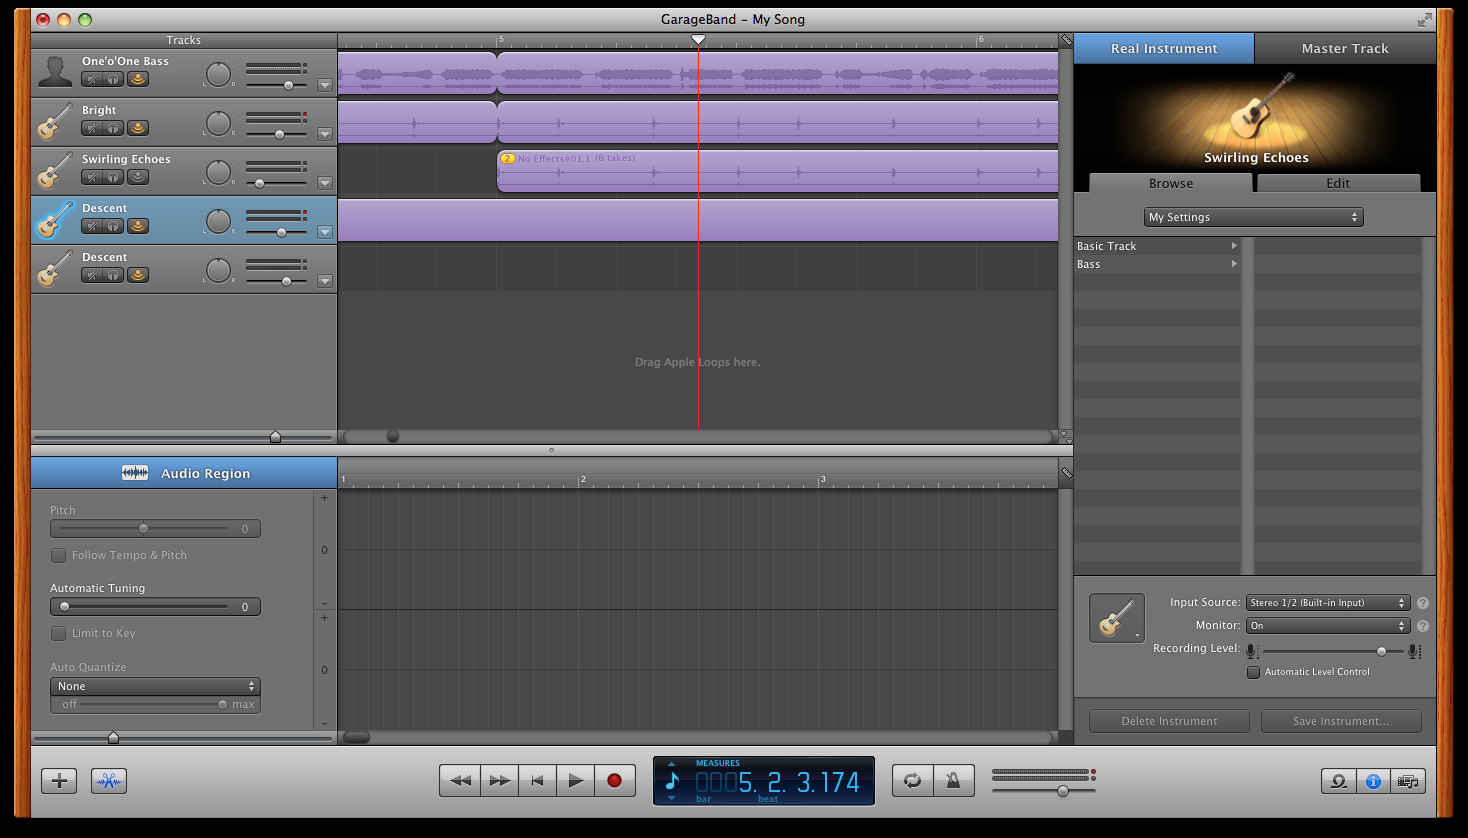 GarageBand - My Song
Tracks
5
6
Real Instrument
Master Track
One'o'One Bass
L R
Bright
L R
Swirling Echoes
L R
2 No Effects#01.1 (6 takes)
Descent
L R
Descent
L R
Drag Apple Loops here.
Swirling Echoes
Browse
Edit
My Settings
Basic Track
Bass
Audio Region
1
2
3
Pitch
0
Follow Tempo & Pitch
Automatic Tuning
0
Limit to Key
Auto Quantize
None
off
max
+
0
-
+
0
-
Input Source: Stereo 1/2 (Built-in Input) ?
Monitor: On ?
Recording Level:
Automatic Level Control
Delete Instrument
Save Instrument...
MEASURES
0005. 2. 3.174
bar
beat